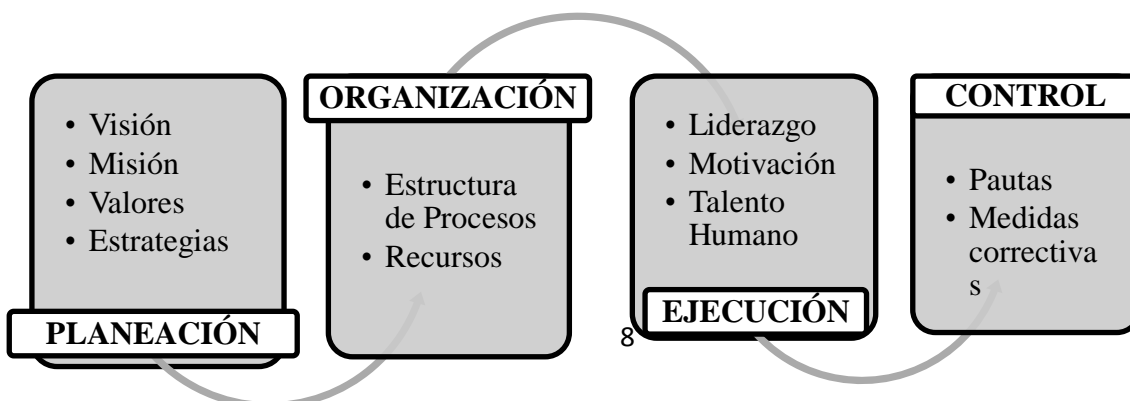 • Visión
• Misión
• Valores
• Estrategias
PLANEACIÓN
ORGANIZACIÓN
• Estructura
de Procesos
• Recursos
• Liderazgo
• Motivación
• Talento
Humano
EJECUCIÓN
8
CONTROL
• Pautas
• Medidas
correctiva
s